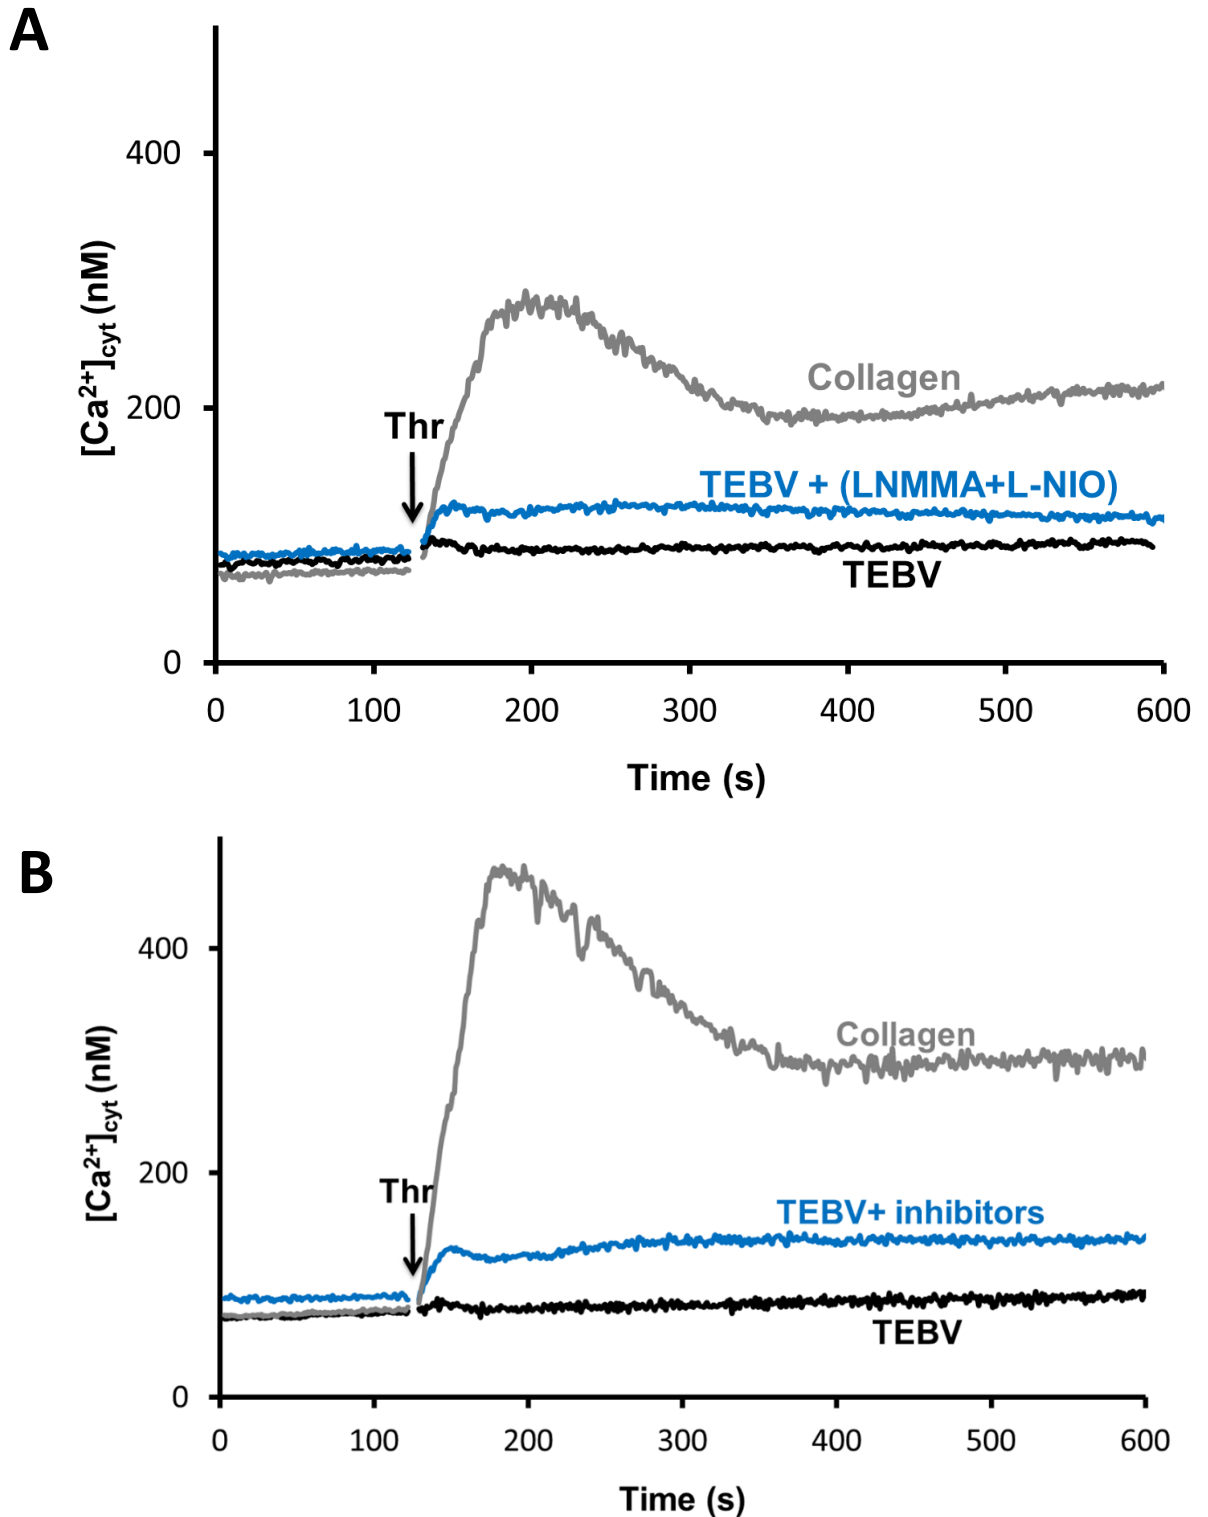 A
400
[Ca²⁺]cyt (nM)
Collagen
200
Thr
TEBV + (LNMMA+L-NIO)
TEBV
0
0 100 200 300 400 500 600
Time (s)
B
400
[Ca²⁺]cyt (nM)
Collagen
200
Thr
TEBV+ inhibitors
TEBV
0
0 100 200 300 400 500 600
Time (s)